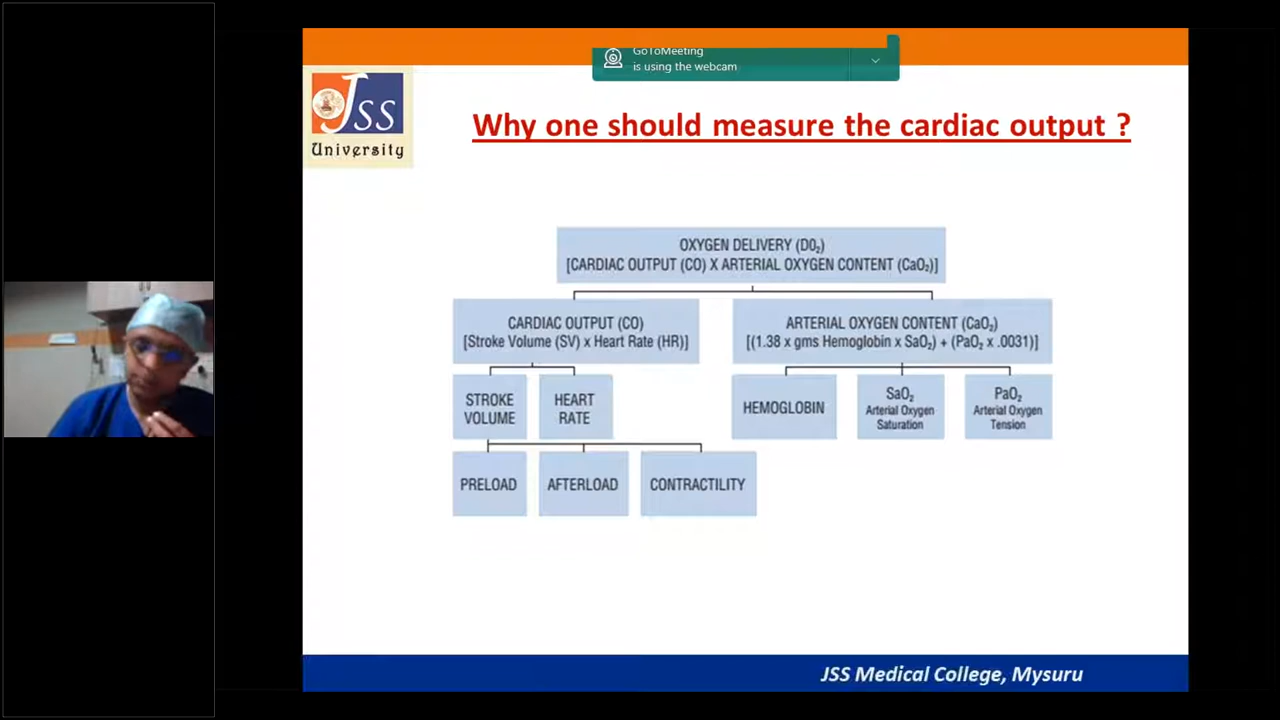 GoToMeeting
is using the webcam
JSS
University
Why one should measure the cardiac output ?
OXYGEN DELIVERY (D0₂)
[CARDIAC OUTPUT (CO) X ARTERIAL OXYGEN CONTENT (CaO₂)]
CARDIAC OUTPUT (CO)
[Stroke Volume (SV) x Heart Rate (HR)]
ARTERIAL OXYGEN CONTENT (CaO₂)
[(1.38 x gms Hemoglobin x SaO₂) + (PaO₂ x .0031)]
STROKE
VOLUME
HEART
RATE
HEMOGLOBIN
SaO₂
Arterial Oxygen
Saturation
PaO₂
Arterial Oxygen
Tension
PRELOAD
AFTERLOAD
CONTRACTILITY
JSS Medical College, Mysuru